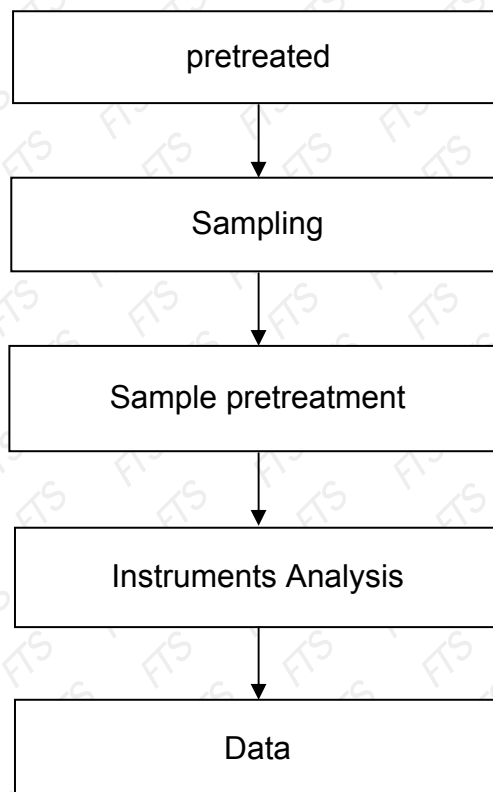 pretreated
Sampling
Sample pretreatment
Instruments Analysis
Data